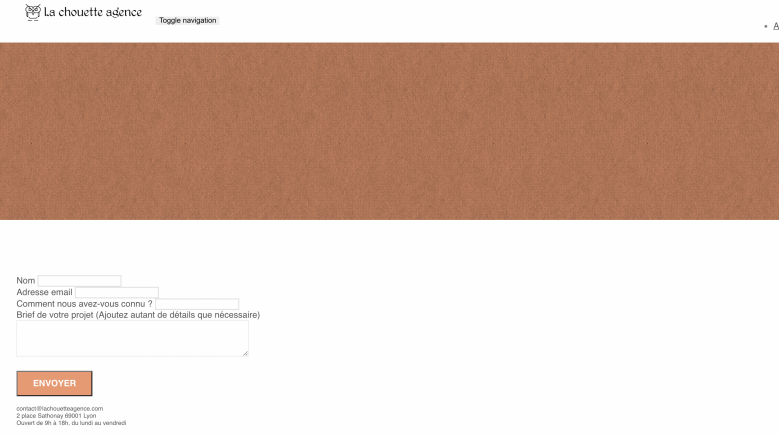 La chouette agence
Toggle navigation
A
Nom
Adresse email
Comment nous avez-vous connu ?
Brief de votre projet (Ajoutez autant de détails que nécessaire)
ENVOYER
contact@lachouetteagence.com
2 place Sathonay 69001 Lyon
Ouvert de 9h à 18h, du lundi au vendredi